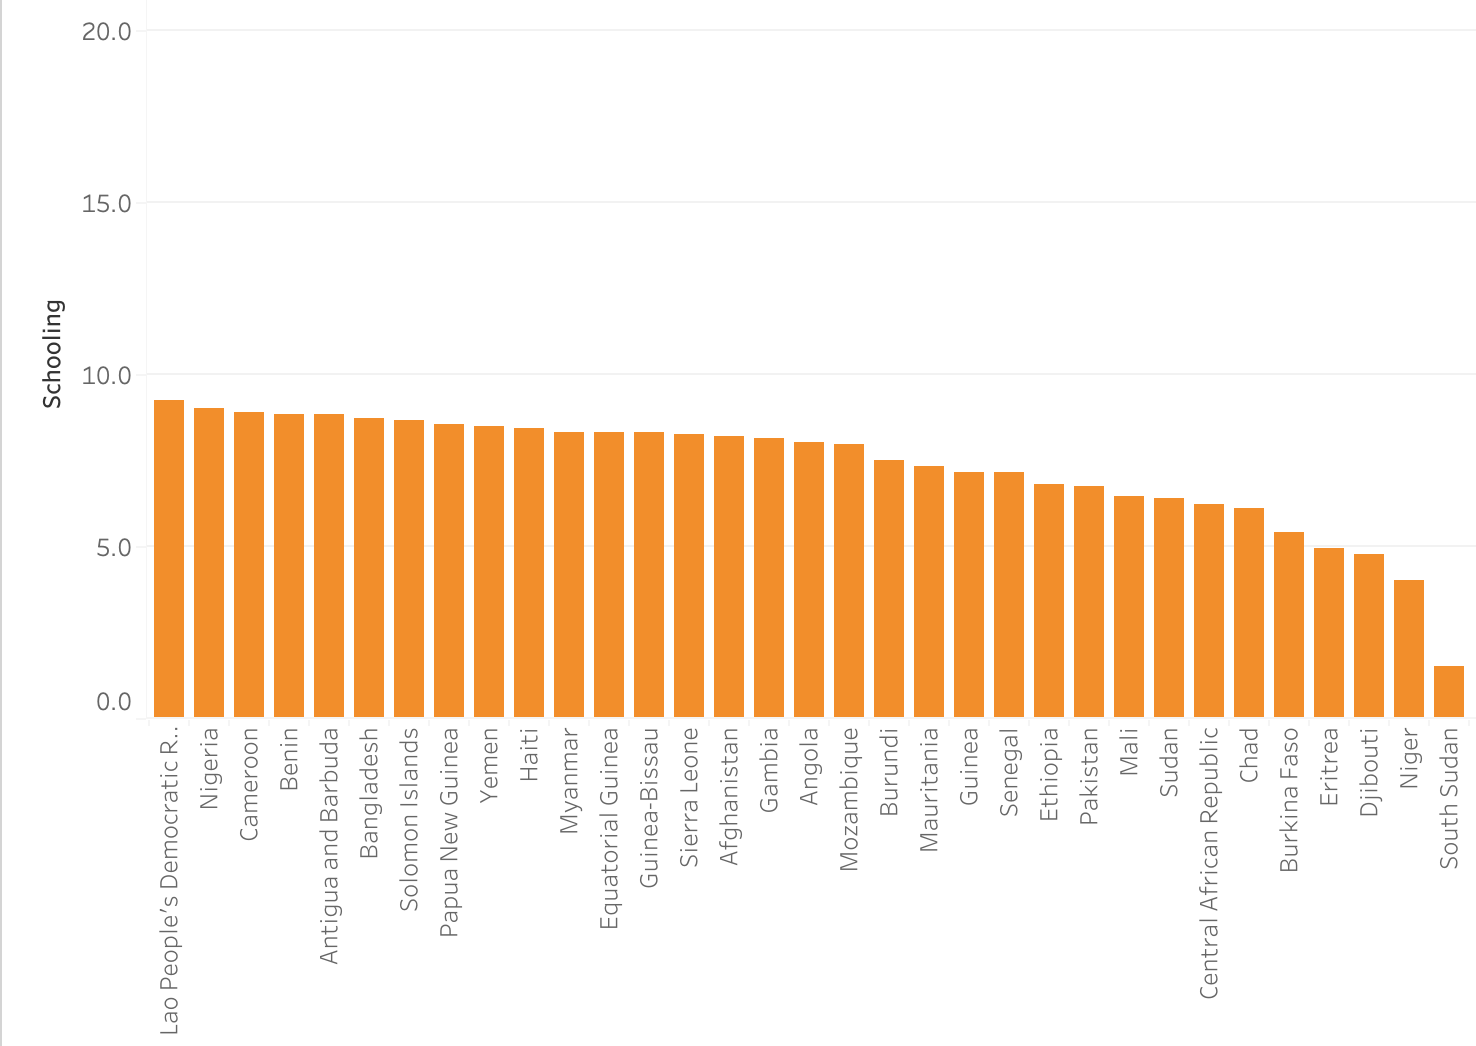 20.0
15.0
10.0
5.0
0.0
Schooling
Lao People's Democratic R..
Nigeria
Cameroon
Benin
Antigua and Barbuda
Bangladesh
Solomon Islands
Papua New Guinea
Yemen
Haiti
Myanmar
Equatorial Guinea
Guinea-Bissau
Sierra Leone
Afghanistan
Gambia
Angola
Mozambique
Burundi
Mauritania
Guinea
Senegal
Ethiopia
Pakistan
Mali
Sudan
Central African Republic
Chad
Burkina Faso
Eritrea
Djibouti
Niger
South Sudan